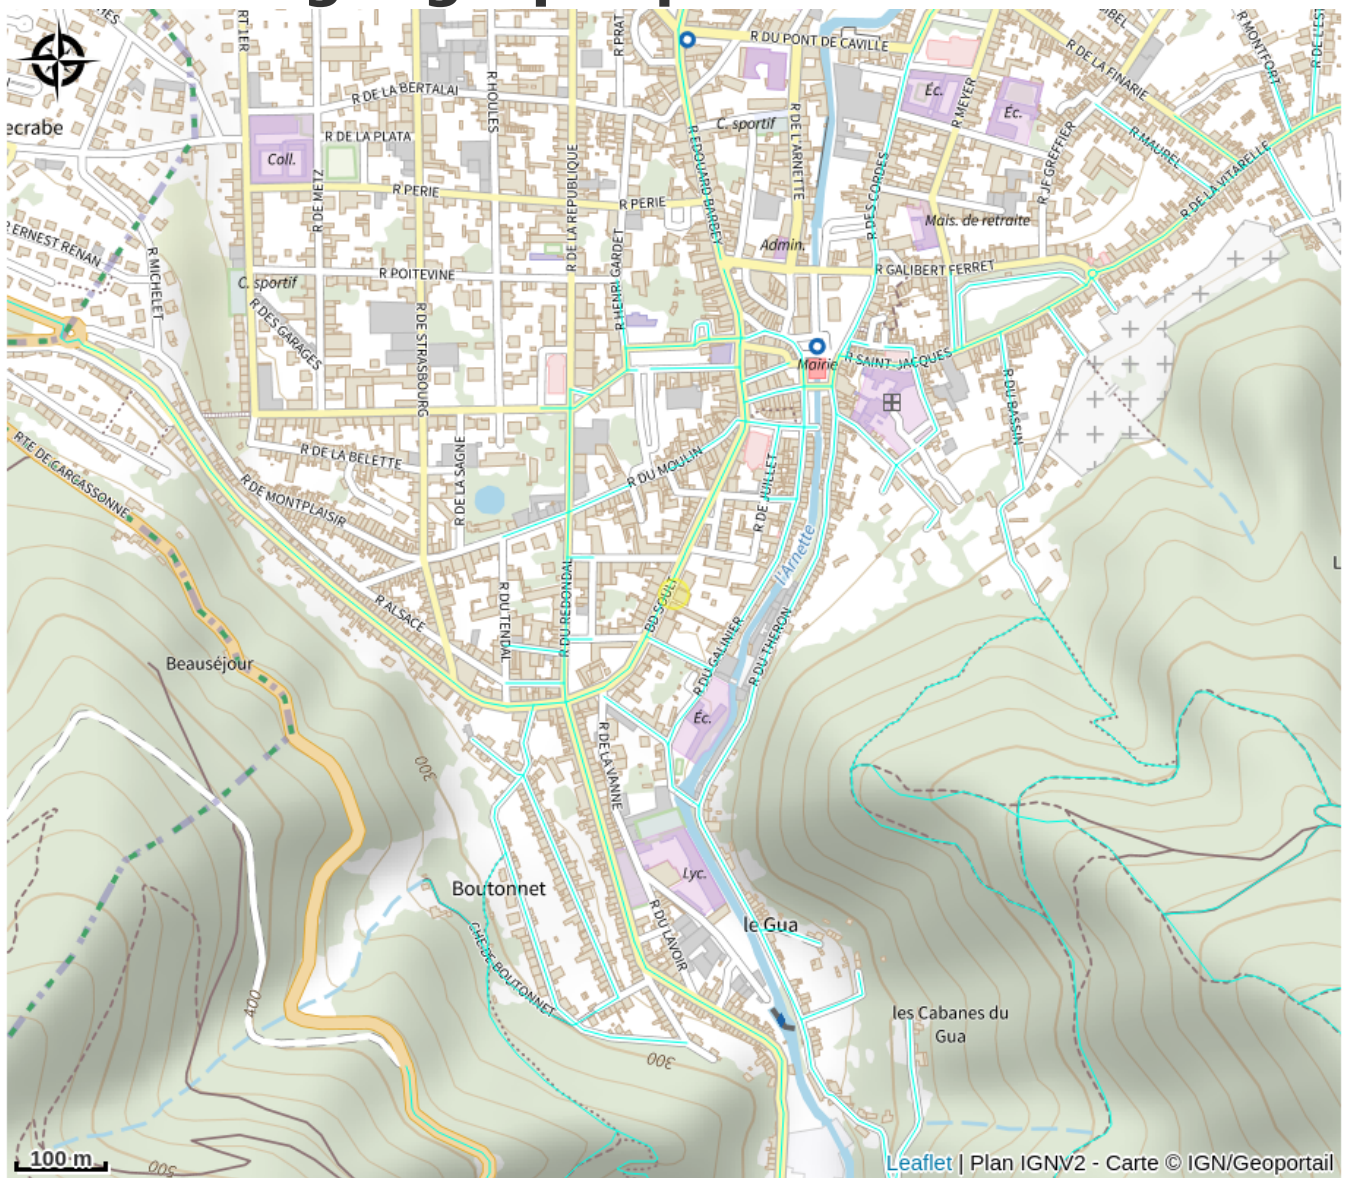 R DU PONT DE CAVILLE
R DE LA FINARIE
R MONTFORT
R PRAT
R HOULES
R DE LA BERTALAI
Éc.
R MEYER
Éc.
ecrabe
C. sportif
R DE L'ARNETTE
R EDOUARD BARBEY
R JF GREFFIER
R MAUREL
R DE LA PLATA
Coll.
R DE LA REPUBLIQUE
R DES CORDES
R DE LA VITARELLE
R DE METZ
R PERIE
R PERIE
Mais. de retraite
ERNEST RENAN
R MICHELET
Admin.
R HENRI GARDET
R POITEVINE
R GALIBERT FERRET
C. sportif
R DES GARAGES
R DE STRASBOURG
Mairie
R SAINT-JACQUES
R DU BASSIN
RTE DE CARCASSONNE
R DE LA BELETTE
R DE LA SAGNE
R DU MOULIN
R DE JUILLET
R DE MONTPLAISIR
l'Arnette
R ALSACE
R DU TENDAL
R DU REDONDAL
BD SOULT
R DU GALINIER
R DU THERON
Beauséjour
Éc.
R DE LA VANNE
300
Boutonnet
Lyc.
R DU LAVOIR
le Gua
CHE DE BOUTONNET
400
les Cabanes du
Gua
300
500
100 m
Leaflet | Plan IGNV2 - Carte © IGN/Geoportail